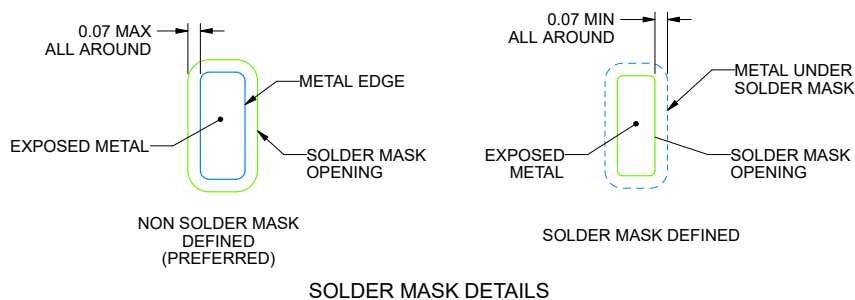 0.07 MAX
ALL AROUND
METAL EDGE
EXPOSED METAL
SOLDER MASK
OPENING
NON SOLDER MASK
DEFINED
(PREFERRED)
0.07 MIN
ALL AROUND
METAL UNDER
SOLDER MASK
EXPOSED
METAL
SOLDER MASK
OPENING
SOLDER MASK DEFINED
SOLDER MASK DETAILS